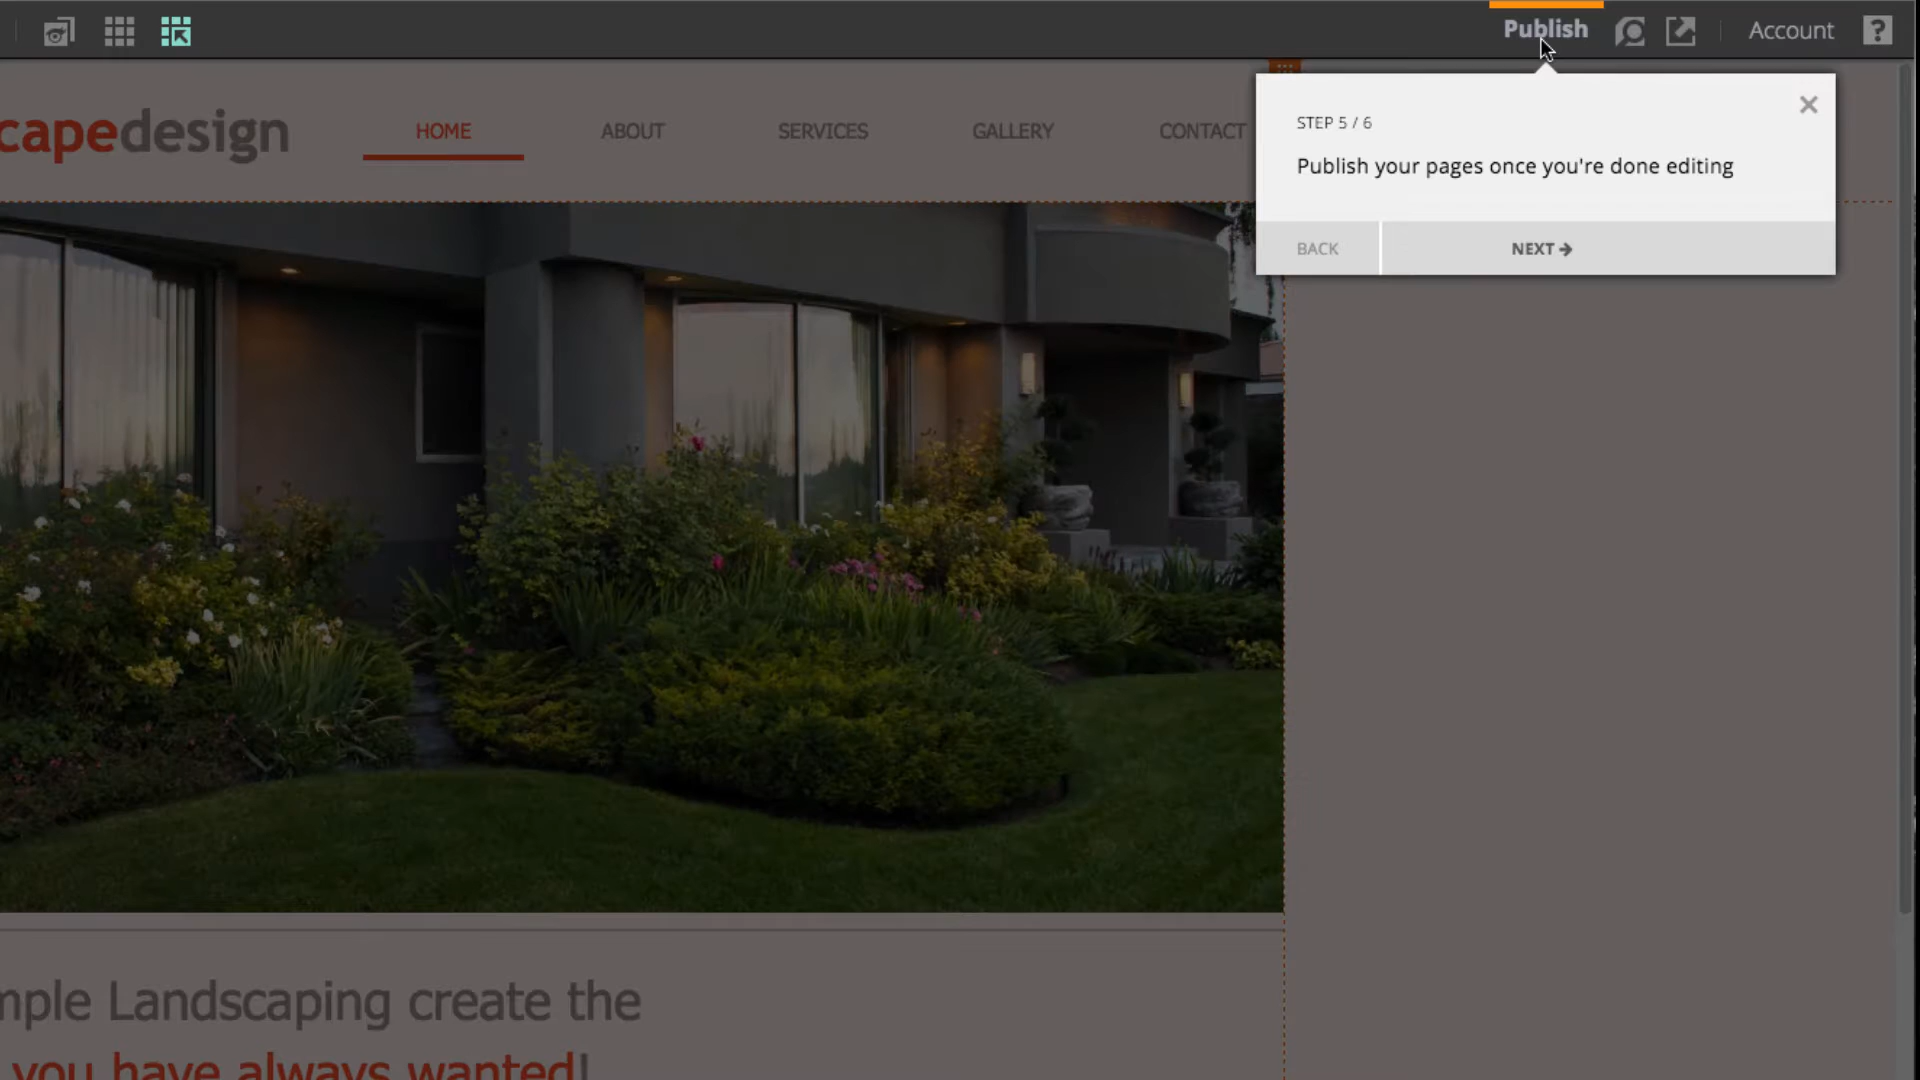 Publish
Account
?
capedesign
HOME
ABOUT
SERVICES
GALLERY
CONTACT
STEP 5 / 6
Publish your pages once you're done editing
BACK
NEXT
mple Landscaping create the
you have always wanted!